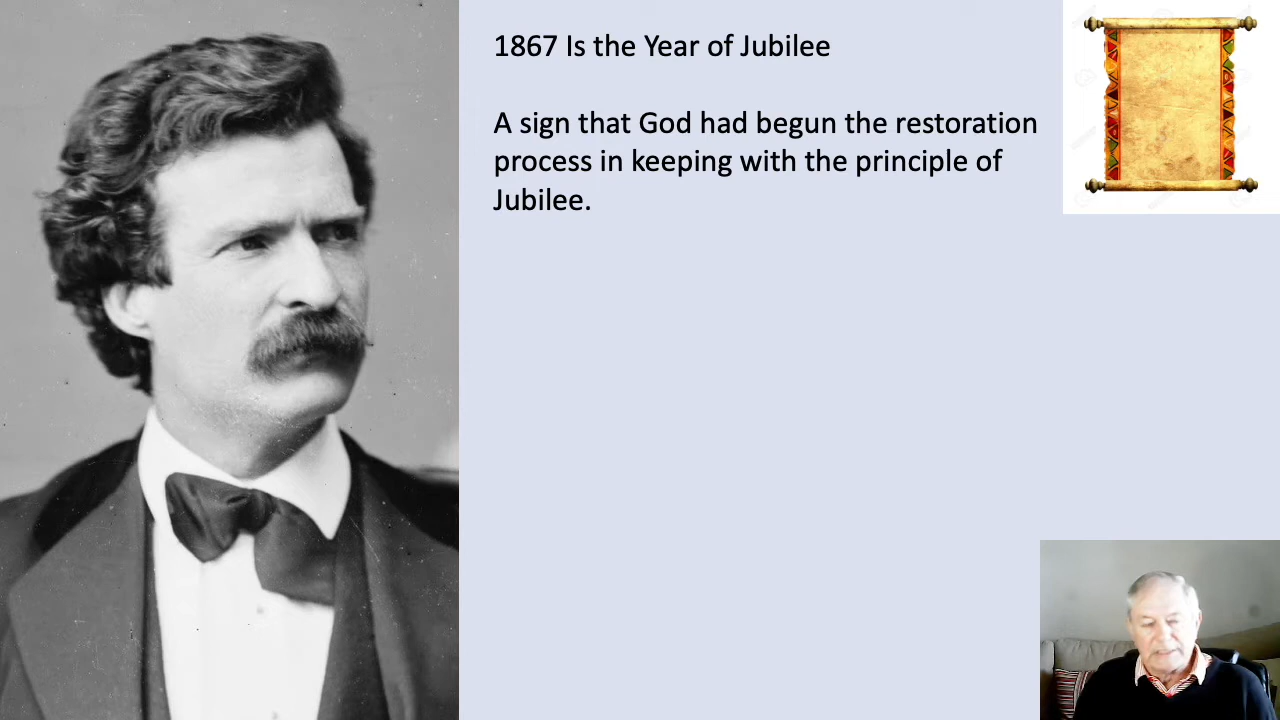 1867 Is the Year of Jubilee
A sign that God had begun the restoration
process in keeping with the principle of
Jubilee.